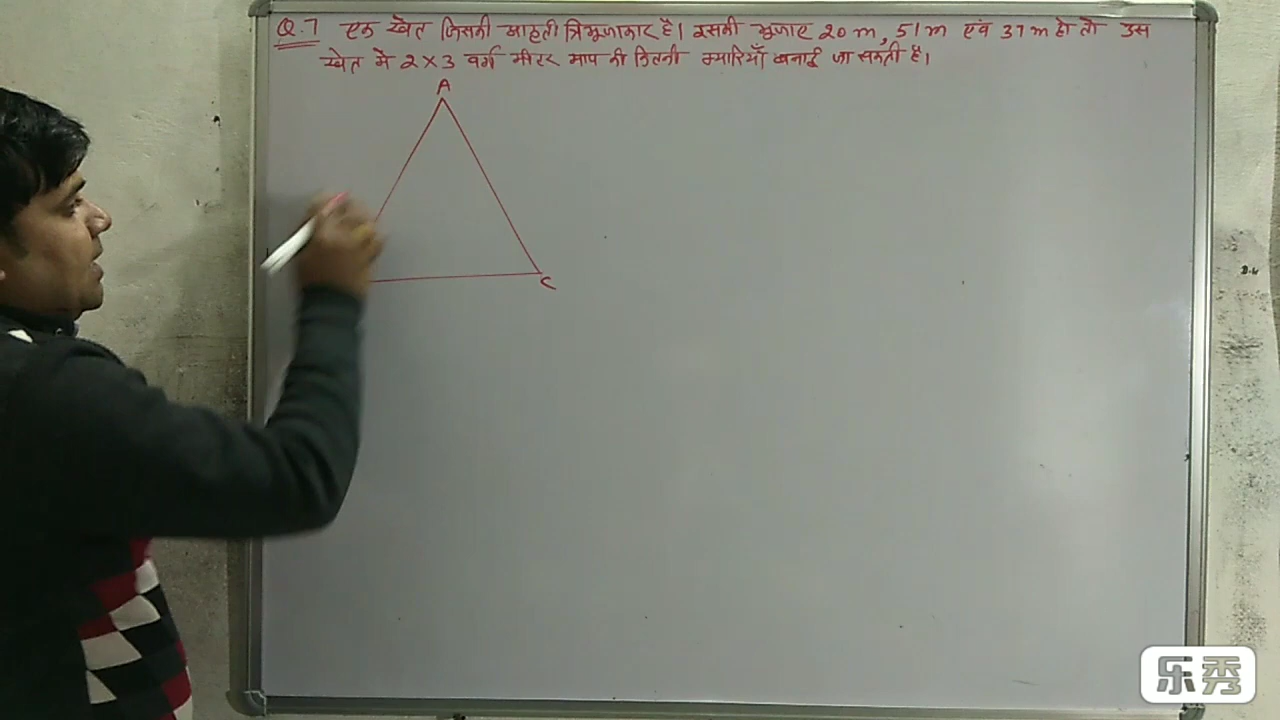 Q.7 एक खेत जिसकी आकृती त्रिभुजाकार है। इसकी भुजाए 20 m, 51 m एवं 37 m हो तो उस
खेत में 2 × 3 वर्ग मीटर माप की कितनी क्यारियाँ बनाई जा सकती है।
A
C
乐秀